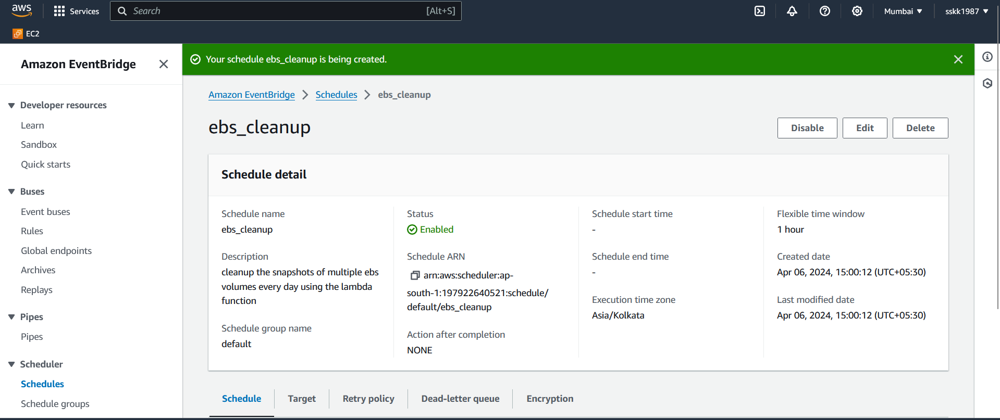 aws
Services
Search
[Alt+S]
Mumbai
sskk1987
EC2
Amazon EventBridge
Developer resources
Learn
Sandbox
Quick starts
Buses
Event buses
Rules
Global endpoints
Archives
Replays
Pipes
Pipes
Scheduler
Schedules
Schedule groups
Your schedule ebs_cleanup is being created.
Amazon EventBridge
Schedules
ebs_cleanup
ebs_cleanup
Disable
Edit
Delete
Schedule detail
Schedule name
ebs_cleanup
Description
cleanup the snapshots of multiple ebs
volumes every day using the lambda
function
Schedule group name
default
Status
Enabled
Schedule ARN
arn:aws:scheduler:ap-
south-1:197922640521:schedule/
default/ebs_cleanup
Action after completion
NONE
Schedule start time
-
Schedule end time
-
Execution time zone
Asia/Kolkata
Flexible time window
1 hour
Created date
Apr 06, 2024, 15:00:12 (UTC+05:30)
Last modified date
Apr 06, 2024, 15:00:12 (UTC+05:30)
Schedule
Target
Retry policy
Dead-letter queue
Encryption